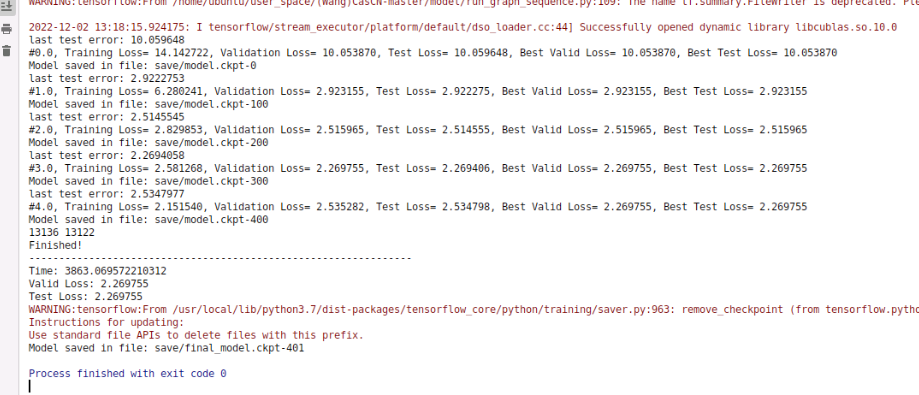 WARNING:tensorflow:From /home/ubuntu/user_space/(Wang)CasCN-master/model/run_graph_sequence.py:109: The name tf.summary.FileWriter is deprecated. Ple
2022-12-02 13:18:15.924175: I tensorflow/stream_executor/platform/default/dso_loader.cc:44] Successfully opened dynamic library libcublas.so.10.0
last test error: 10.059648
#0.0, Training Loss= 14.142722, Validation Loss= 10.053870, Test Loss= 10.059648, Best Valid Loss= 10.053870, Best Test Loss= 10.053870
Model saved in file: save/model.ckpt-0
last test error: 2.9222753
#1.0, Training Loss= 6.280241, Validation Loss= 2.923155, Test Loss= 2.922275, Best Valid Loss= 2.923155, Best Test Loss= 2.923155
Model saved in file: save/model.ckpt-100
last test error: 2.5145545
#2.0, Training Loss= 2.829853, Validation Loss= 2.515965, Test Loss= 2.514555, Best Valid Loss= 2.515965, Best Test Loss= 2.515965
Model saved in file: save/model.ckpt-200
last test error: 2.2694058
#3.0, Training Loss= 2.581268, Validation Loss= 2.269755, Test Loss= 2.269406, Best Valid Loss= 2.269755, Best Test Loss= 2.269755
Model saved in file: save/model.ckpt-300
last test error: 2.5347977
#4.0, Training Loss= 2.151540, Validation Loss= 2.535282, Test Loss= 2.534798, Best Valid Loss= 2.269755, Best Test Loss= 2.269755
Model saved in file: save/model.ckpt-400
13136 13122
Finished!
----------------------------------------------------------------
Time: 3863.069572210312
Valid Loss: 2.269755
Test Loss: 2.269755
WARNING:tensorflow:From /usr/local/lib/python3.7/dist-packages/tensorflow_core/python/training/saver.py:963: remove_checkpoint (from tensorflow.pytho
Instructions for updating:
Use standard file APIs to delete files with this prefix.
Model saved in file: save/final_model.ckpt-401
Process finished with exit code 0